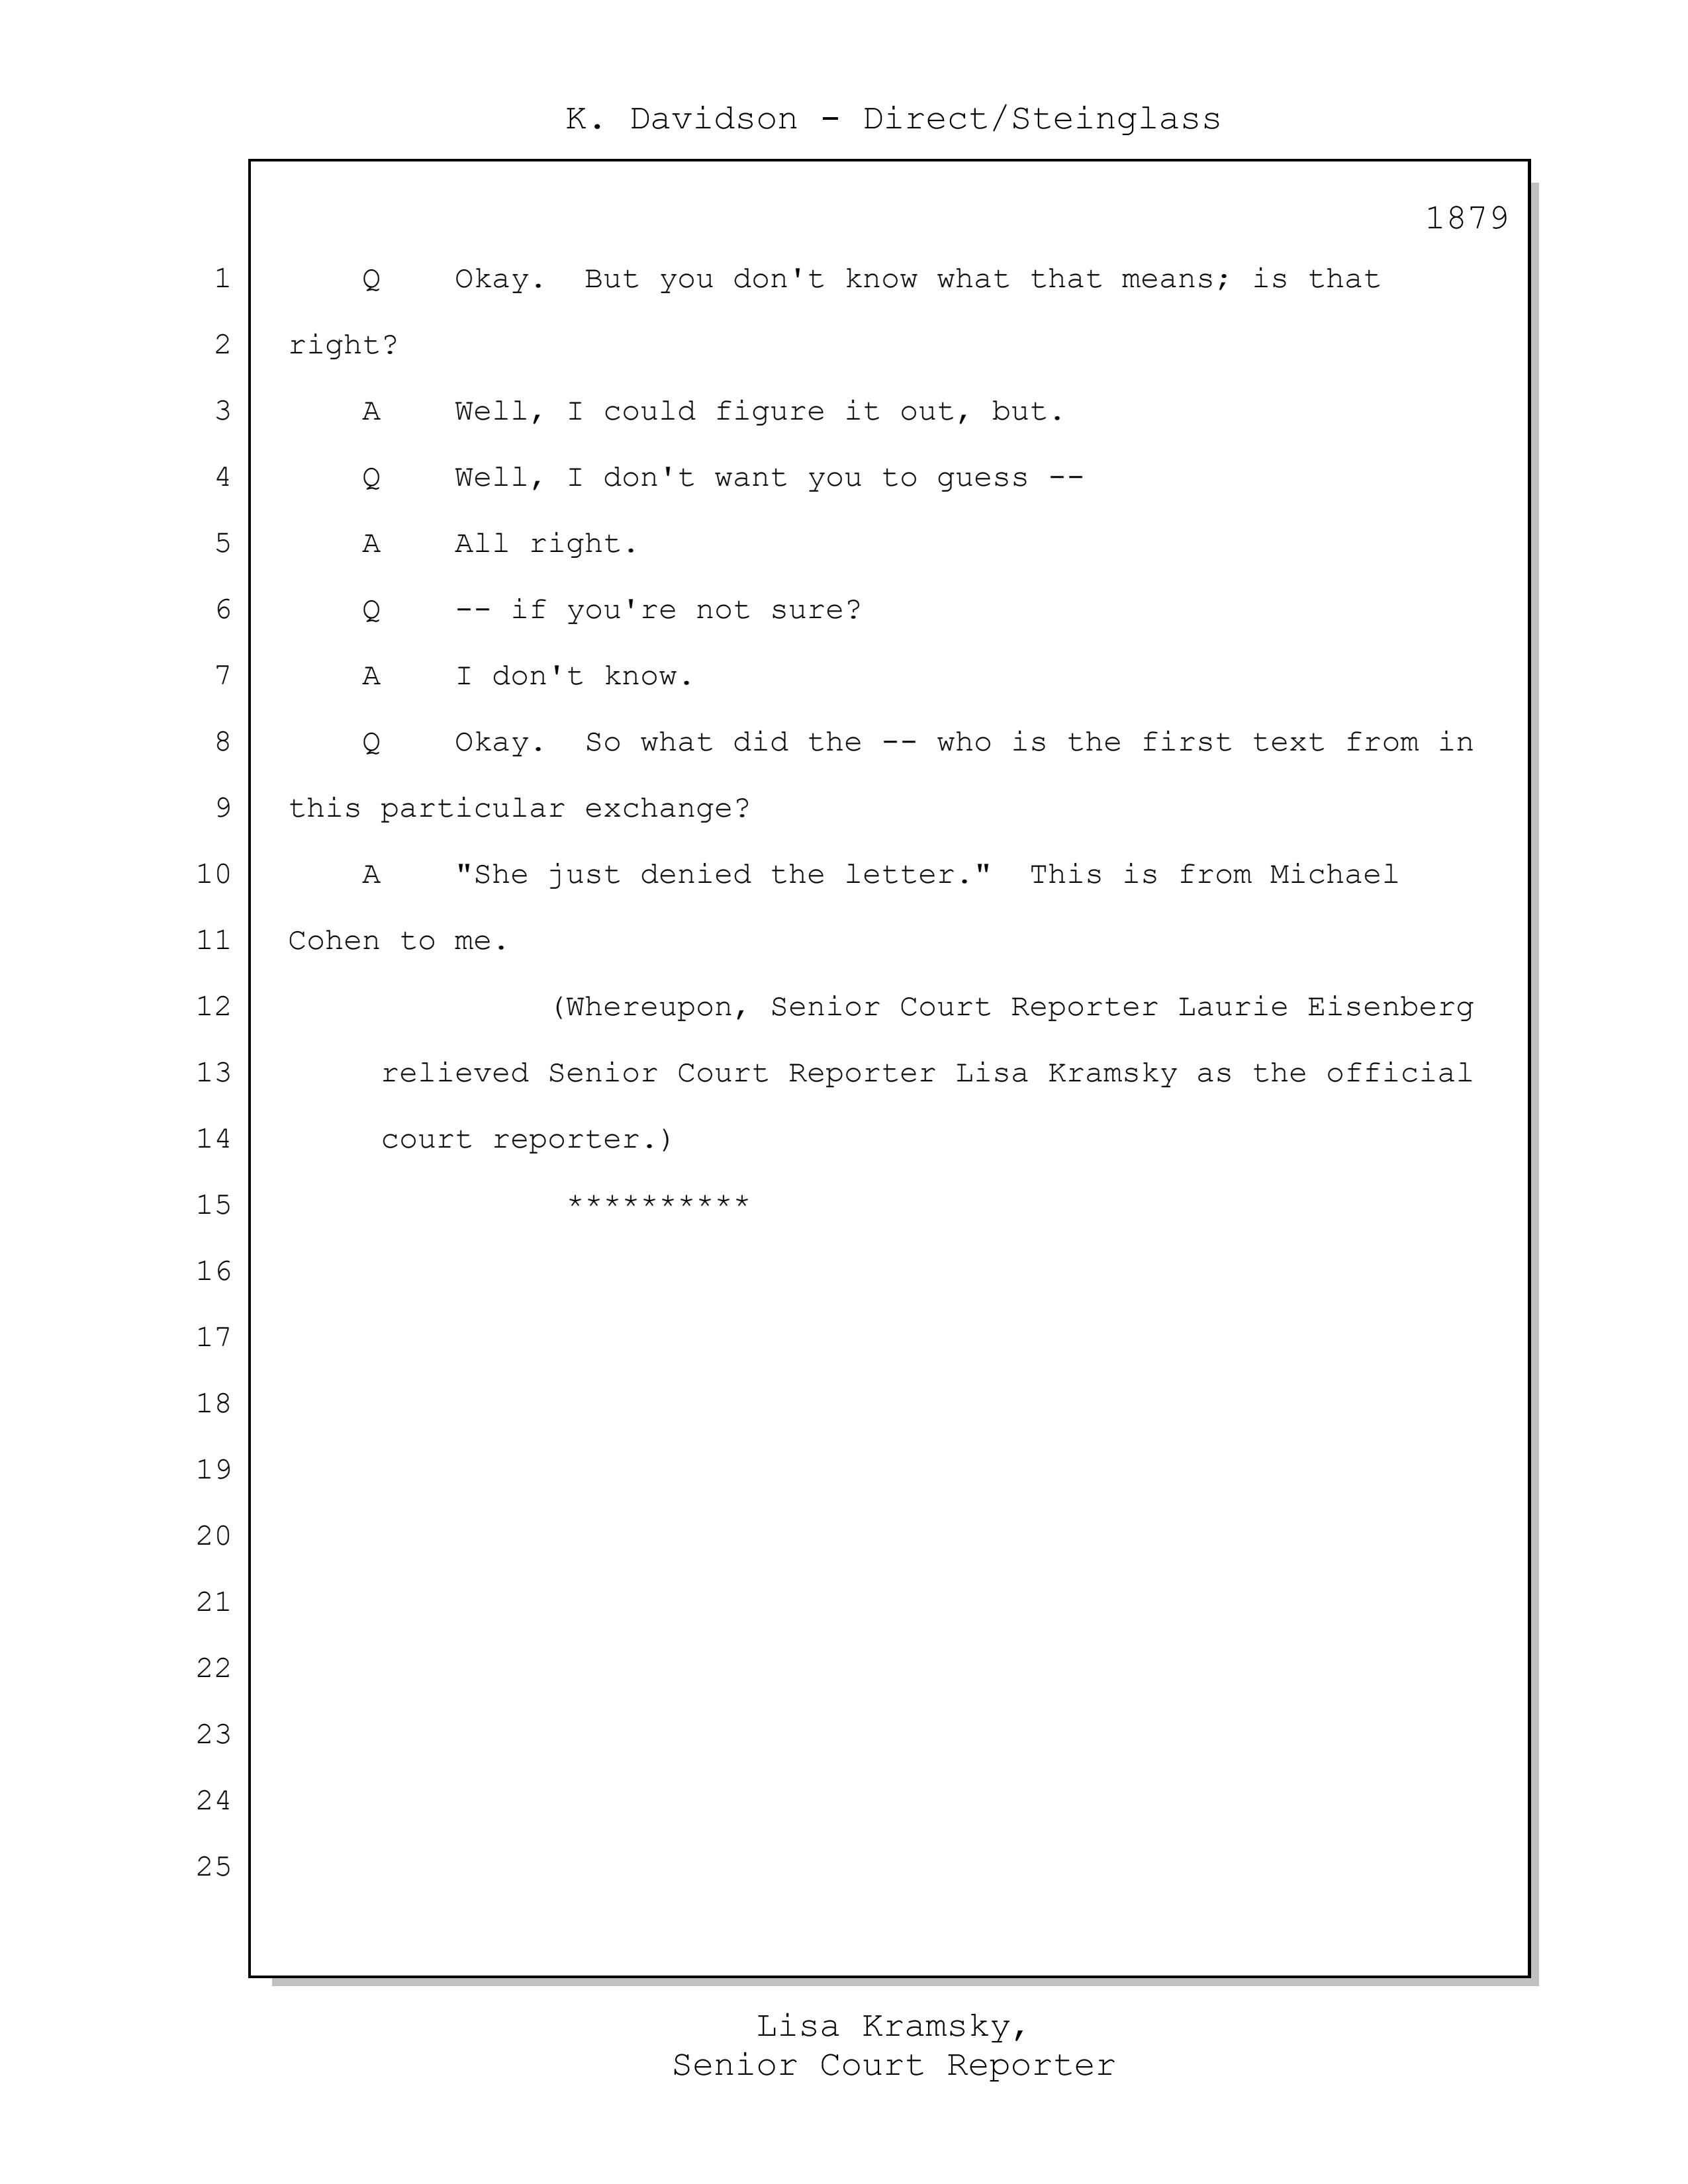 K. Davidson - Direct/Steinglass
1879
1 Q Okay. But you don't know what that means; is that
2 right?
3 A Well, I could figure it out, but.
4 Q Well, I don't want you to guess --
5 A All right.
6 Q -- if you're not sure?
7 A I don't know.
8 Q Okay. So what did the -- who is the first text from in
9 this particular exchange?
10 A "She just denied the letter." This is from Michael
11 Cohen to me.
12 (Whereupon, Senior Court Reporter Laurie Eisenberg
13 relieved Senior Court Reporter Lisa Kramsky as the official
14 court reporter.)
15 **********
16
17
18
19
20
21
22
23
24
25
Lisa Kramsky,
Senior Court Reporter